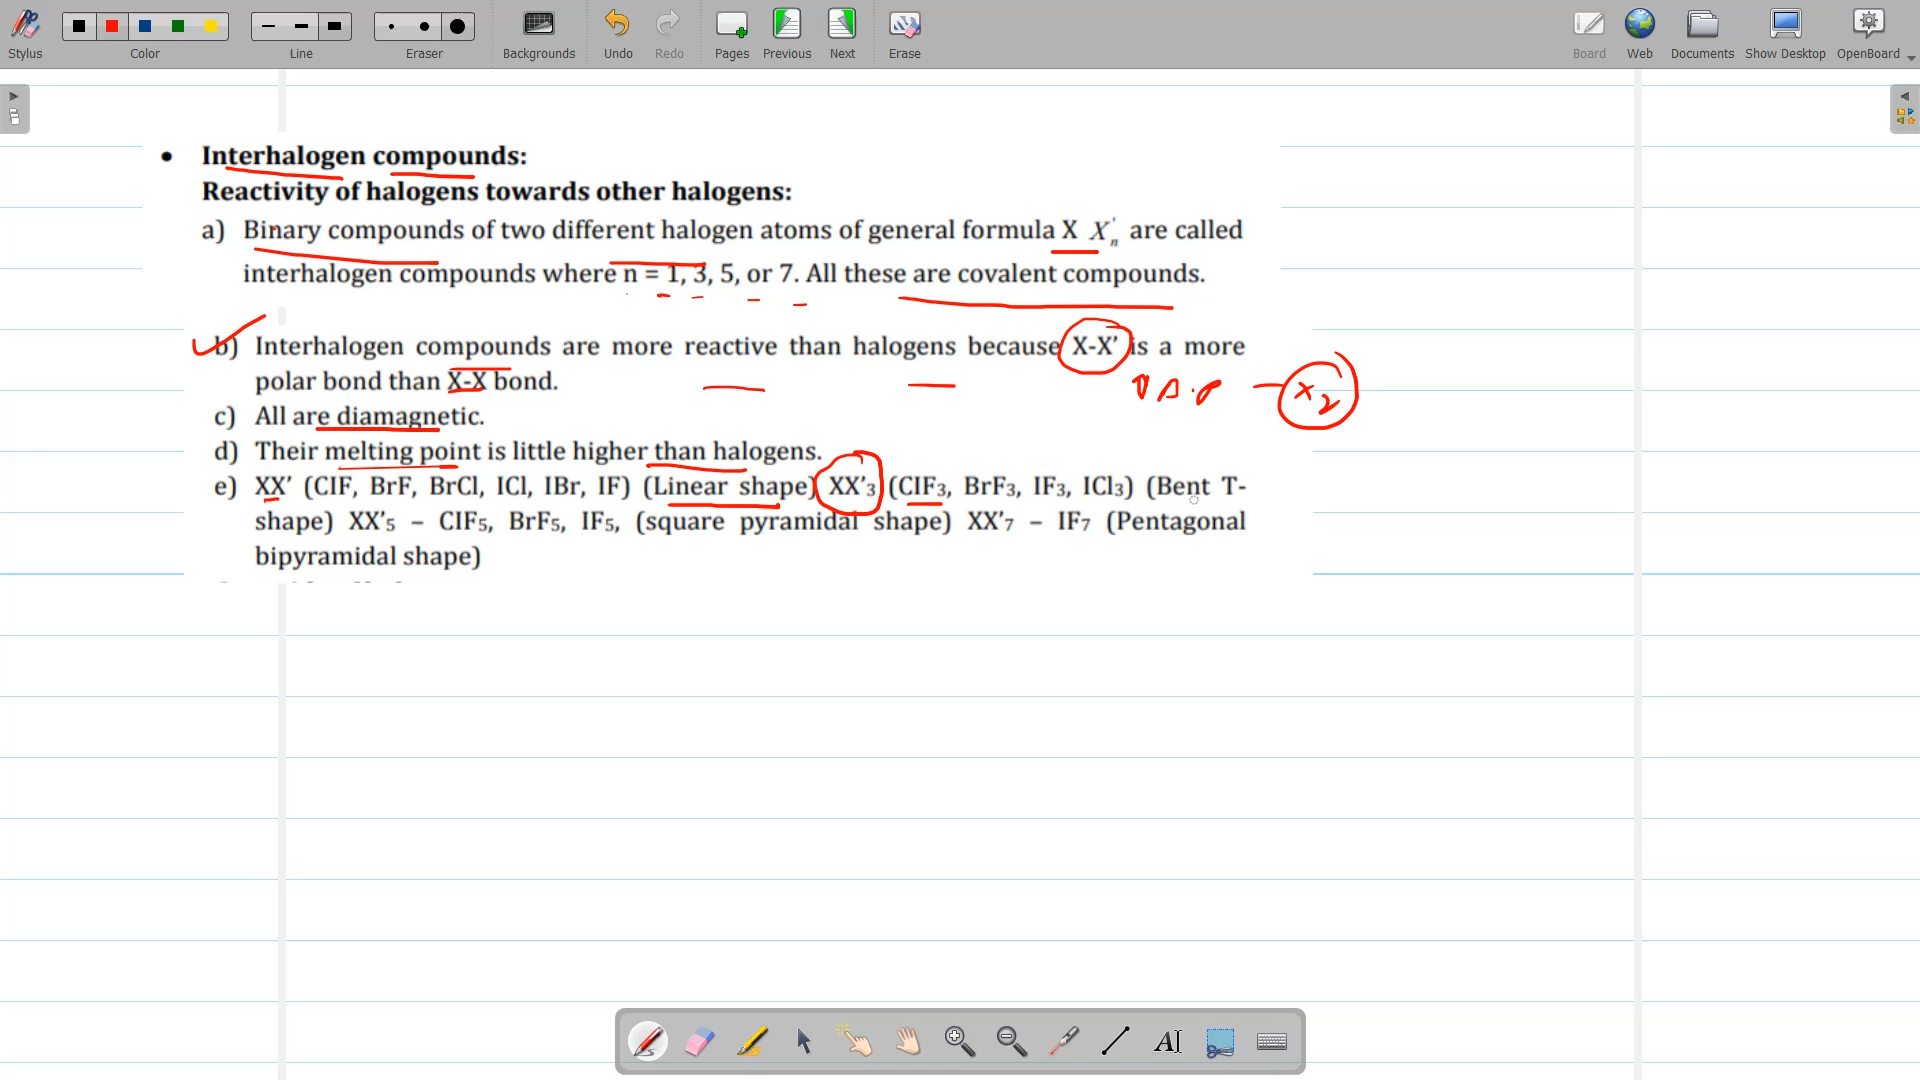 Stylus Color Line Eraser Backgrounds Undo Redo Pages Previous Next Erase Board Web Documents Show Desktop OpenBoard
• Interhalogen compounds:
Reactivity of halogens towards other halogens:
a) Binary compounds of two different halogen atoms of general formula X X'n are called
interhalogen compounds where n = 1, 3, 5, or 7. All these are covalent compounds.
b) Interhalogen compounds are more reactive than halogens because X-X' is a more
polar bond than X-X bond.
X2
c) All are diamagnetic.
d) Their melting point is little higher than halogens.
e) XX' (ClF, BrF, BrCl, ICl, IBr, IF) (Linear shape) XX'3 (ClF3, BrF3, IF3, ICl3) (Bent T-
shape) XX'5 – ClF5, BrF5, IF5, (square pyramidal shape) XX'7 – IF7 (Pentagonal
bipyramidal shape)